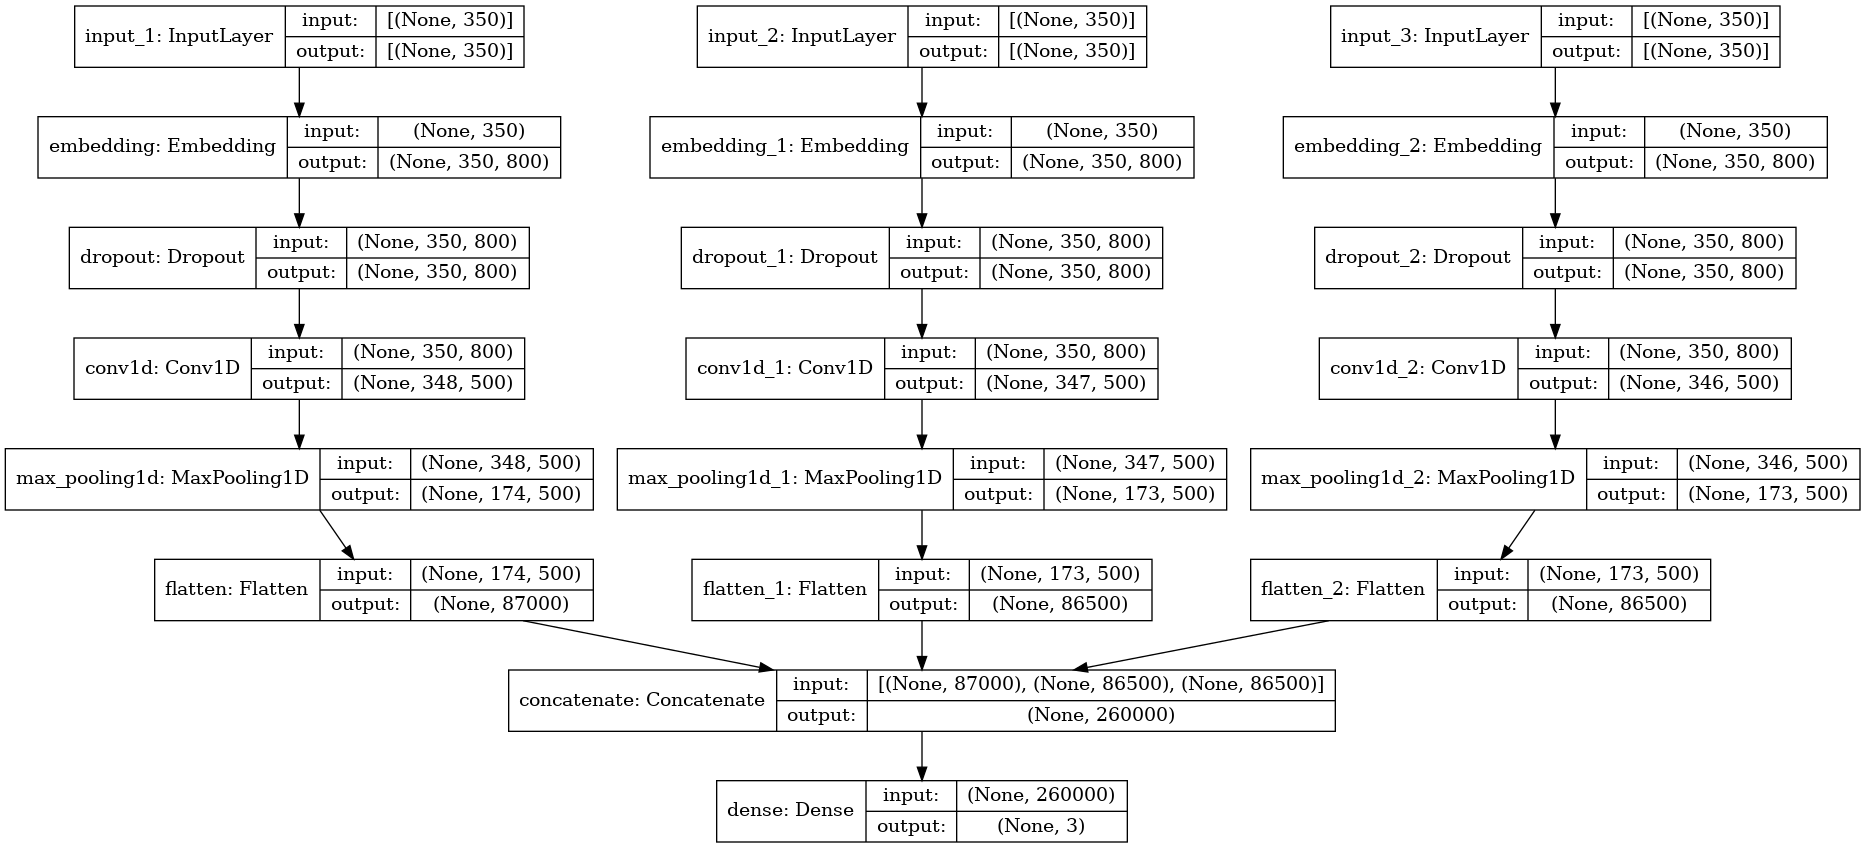 input_1: InputLayer
input: [(None, 350)]
output: [(None, 350)]
input_2: InputLayer
input: [(None, 350)]
output: [(None, 350)]
input_3: InputLayer
input: [(None, 350)]
output: [(None, 350)]
embedding: Embedding
input: (None, 350)
output: (None, 350, 800)
embedding_1: Embedding
input: (None, 350)
output: (None, 350, 800)
embedding_2: Embedding
input: (None, 350)
output: (None, 350, 800)
dropout: Dropout
input: (None, 350, 800)
output: (None, 350, 800)
dropout_1: Dropout
input: (None, 350, 800)
output: (None, 350, 800)
dropout_2: Dropout
input: (None, 350, 800)
output: (None, 350, 800)
conv1d: Conv1D
input: (None, 350, 800)
output: (None, 348, 500)
conv1d_1: Conv1D
input: (None, 350, 800)
output: (None, 347, 500)
conv1d_2: Conv1D
input: (None, 350, 800)
output: (None, 346, 500)
max_pooling1d: MaxPooling1D
input: (None, 348, 500)
output: (None, 174, 500)
max_pooling1d_1: MaxPooling1D
input: (None, 347, 500)
output: (None, 173, 500)
max_pooling1d_2: MaxPooling1D
input: (None, 346, 500)
output: (None, 173, 500)
flatten: Flatten
input: (None, 174, 500)
output: (None, 87000)
flatten_1: Flatten
input: (None, 173, 500)
output: (None, 86500)
flatten_2: Flatten
input: (None, 173, 500)
output: (None, 86500)
concatenate: Concatenate
input: [(None, 87000), (None, 86500), (None, 86500)]
output: (None, 260000)
dense: Dense
input: (None, 260000)
output: (None, 3)